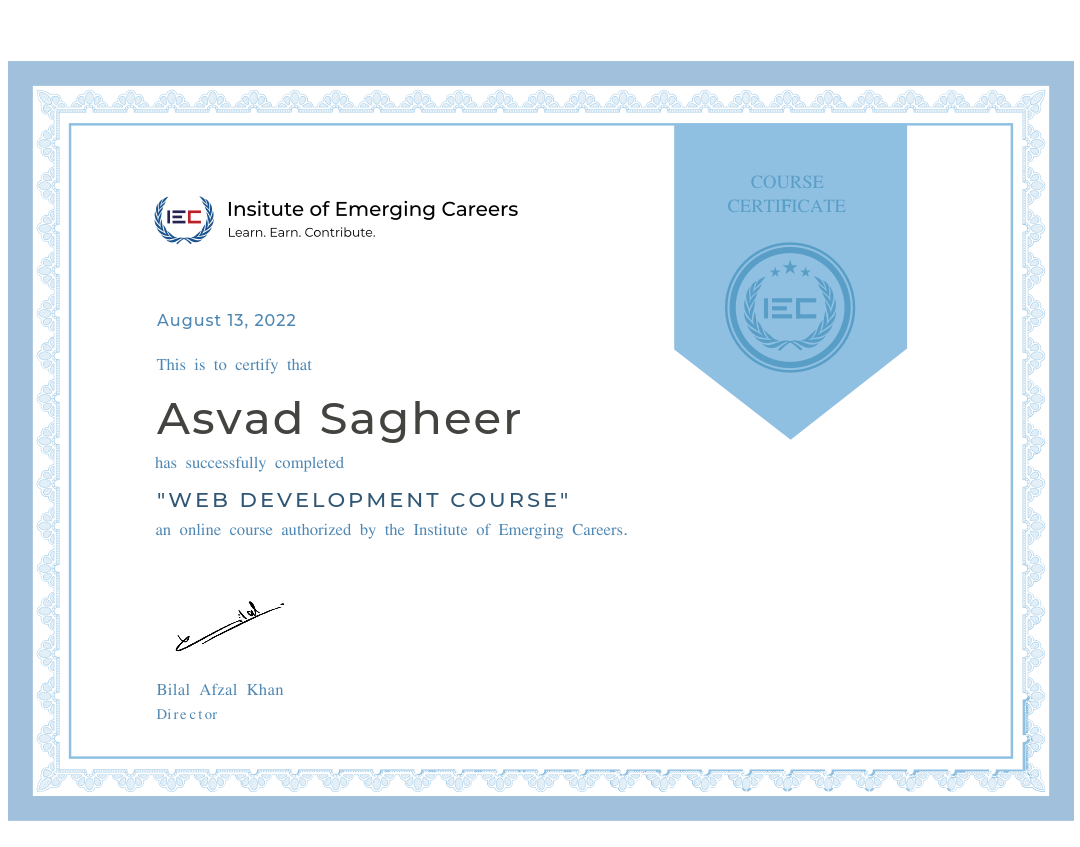 COURSE
CERTIFICATE
IEC
Insitute of Emerging Careers
Learn. Earn. Contribute.
IEC
August 13, 2022
This is to certify that
Asvad Sagheer
has successfully completed
"WEB DEVELOPMENT COURSE"
an online course authorized by the Institute of Emerging Careers.
Bilal
Bilal Afzal Khan
Director